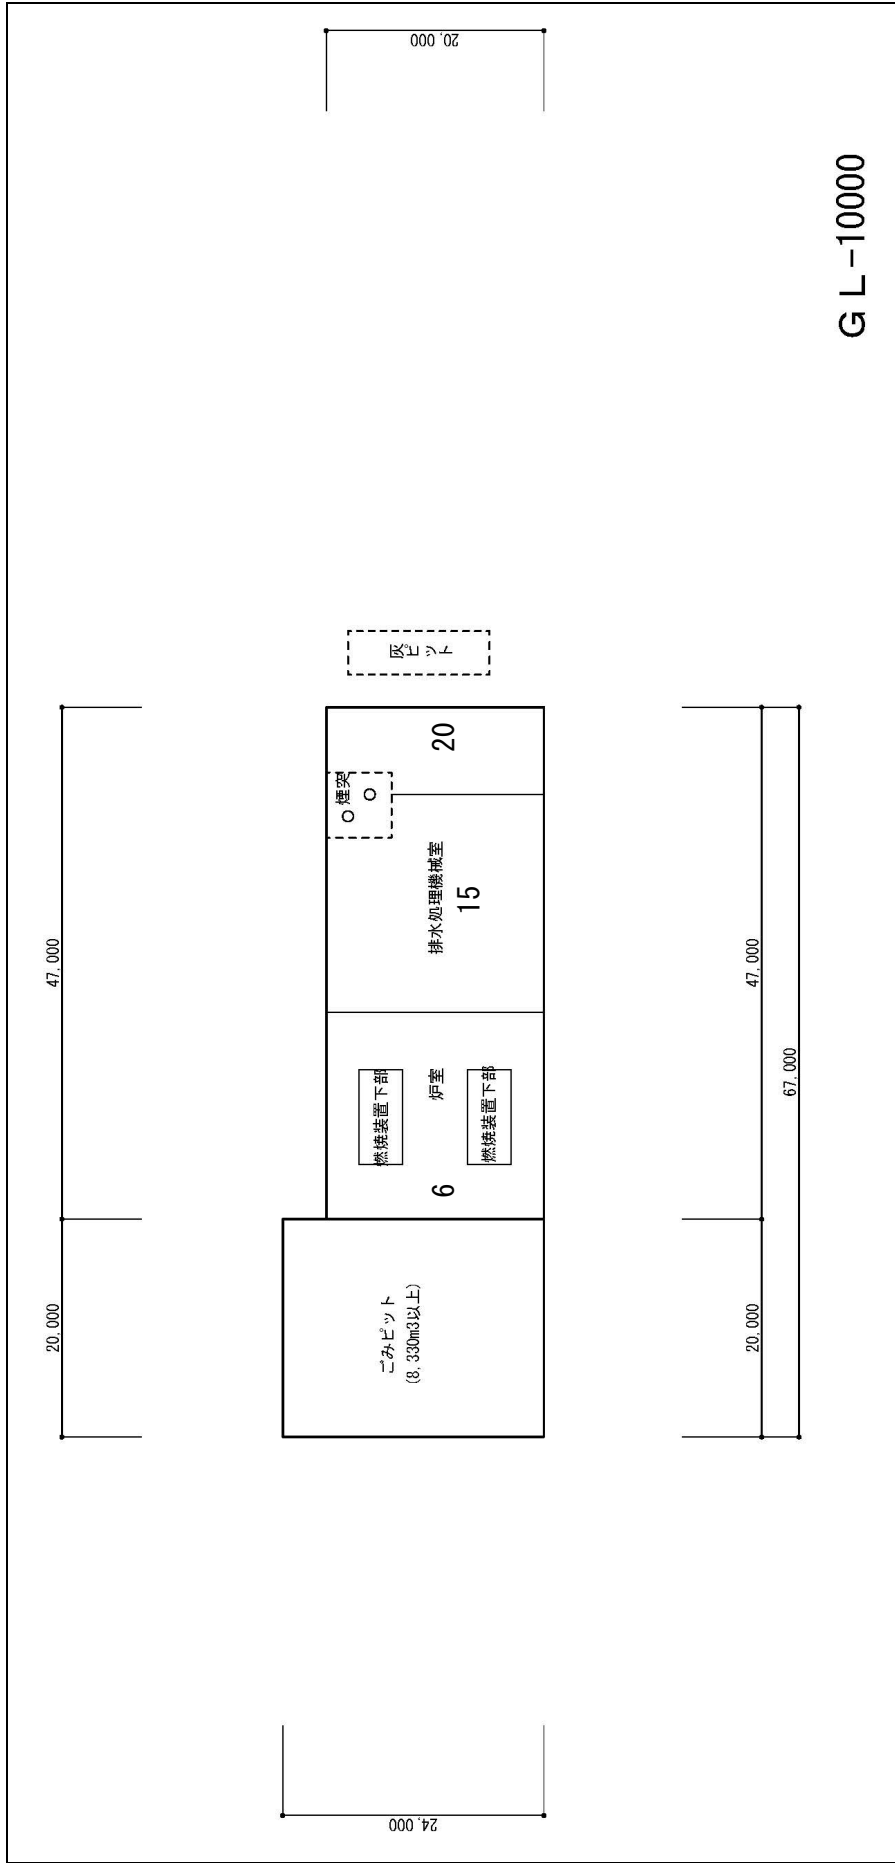 GL-10000
20,000
47,000
20,000
47,000
67,000
24,000
20,000
ごみピット
(8,330m3以上)
6
燃焼装置下部
炉室
燃焼装置下部
排水処理機械室
15
煙突
20
灰ピット